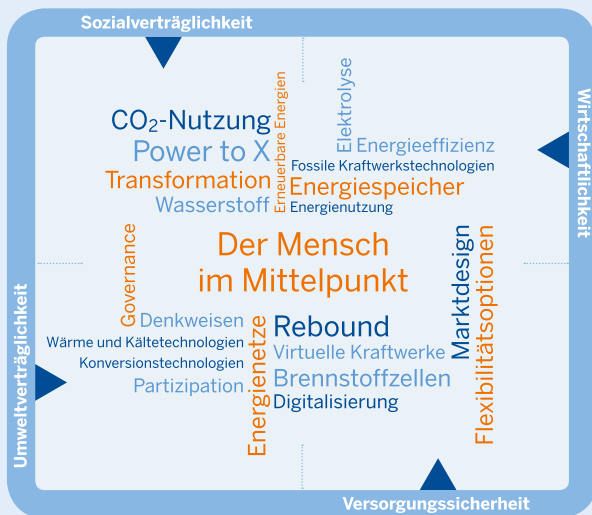 Sozialverträglichkeit
Wirtschaftlichkeit
Elektrolyse
Erneuerbare Energien
CO₂-Nutzung
Energieeffizienz
Power to X
Fossile Kraftwerkstechnologien
Transformation
Energiespeicher
Wasserstoff
Energienutzung
Der Mensch
im Mittelpunkt
Governance
Marktdesign
Flexibilitätsoptionen
Denkweisen
Rebound
Wärme und Kältetechnologien
Virtuelle Kraftwerke
Konversionstechnologien
Brennstoffzellen
Partizipation
Digitalisierung
Energienetze
Umweltverträglichkeit
Versorgungssicherheit